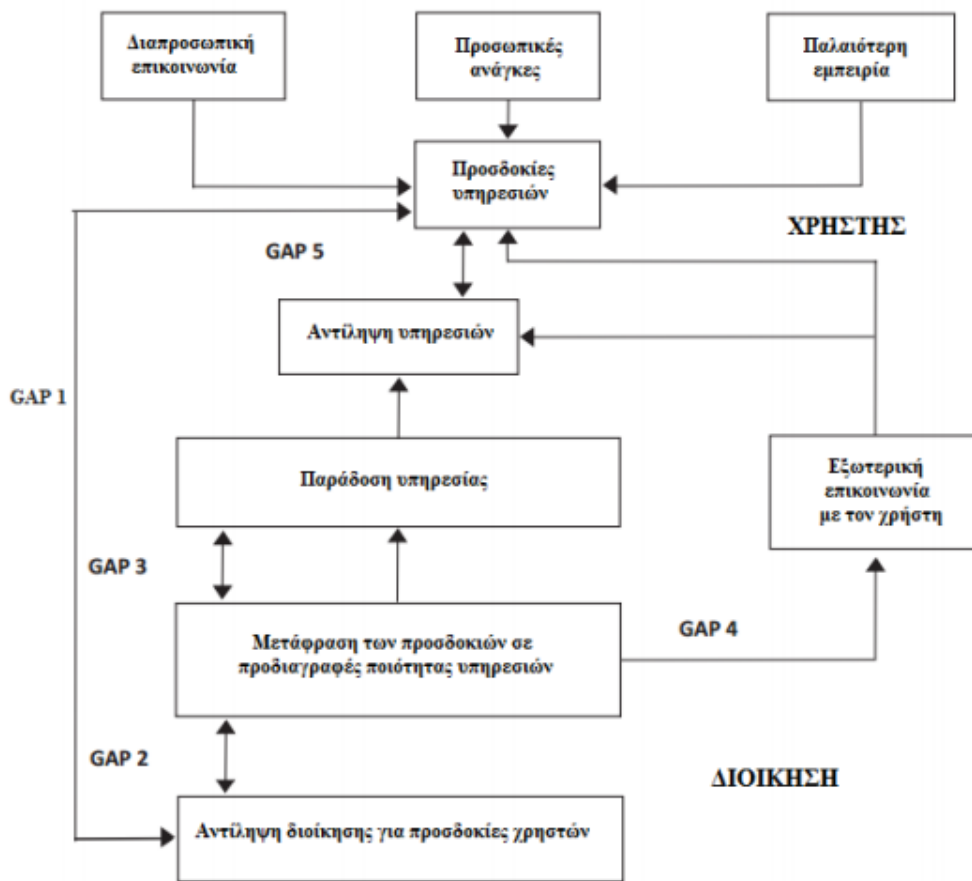 Διαπροσωπική
επικοινωνία
Προσωπικές
ανάγκες
Παλαιότερη
εμπειρία
Προσδοκίες
υπηρεσιών
ΧΡΗΣΤΗΣ
GAP 5
Αντίληψη υπηρεσιών
GAP 1
Παράδοση υπηρεσίας
Εξωτερική
επικοινωνία
με τον χρήστη
GAP 3
Μετάφραση των προσδοκιών σε
προδιαγραφές ποιότητας υπηρεσιών
GAP 4
GAP 2
ΔΙΟΙΚΗΣΗ
Αντίληψη διοίκησης για προσδοκίες χρηστών